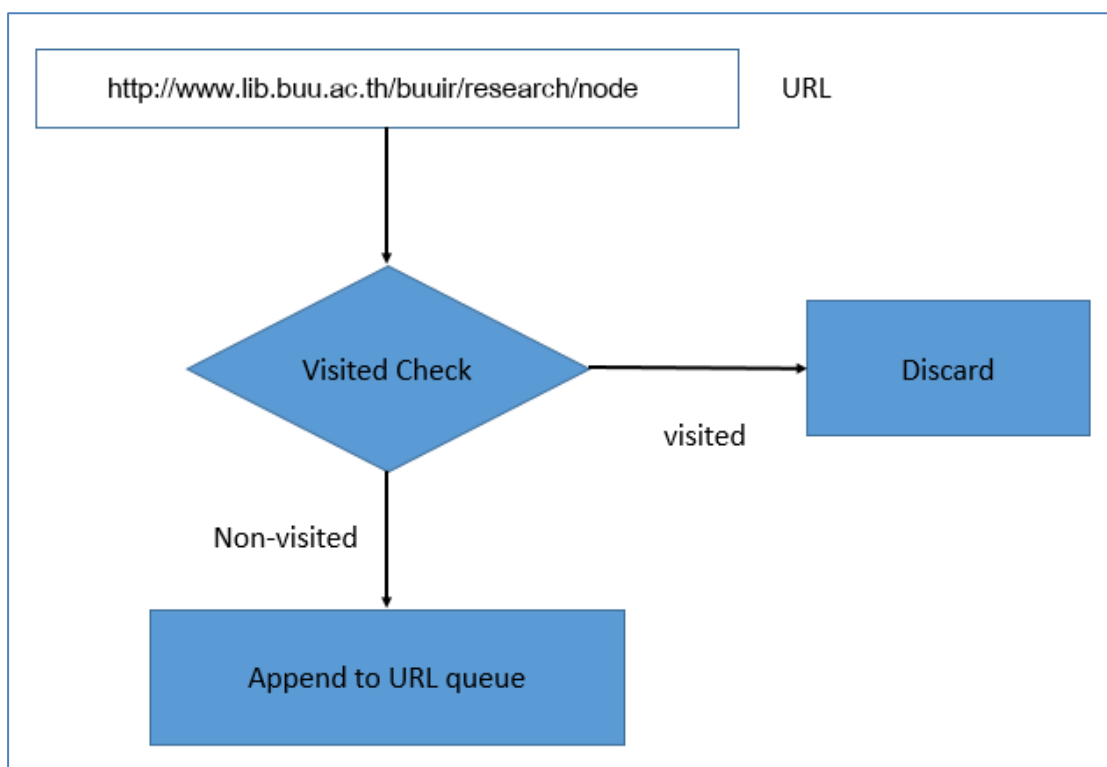 http://www.lib.buu.ac.th/buuir/research/node
URL
Visited Check
Discard
visited
Non-visited
Append to URL queue